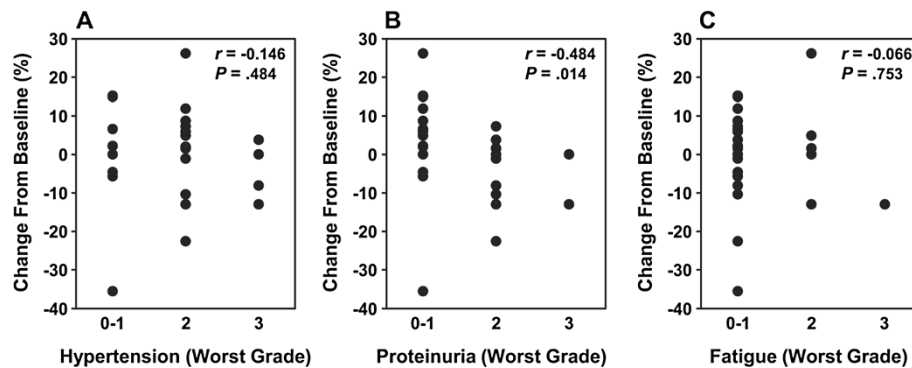 A
Change From Baseline (%)
30
20
10
0
-10
-20
-30
-40
r = -0.146
P = .484
0-1 2 3
Hypertension (Worst Grade)
B
Change From Baseline (%)
30
20
10
0
-10
-20
-30
-40
r = -0.484
P = .014
0-1 2 3
Proteinuria (Worst Grade)
C
Change From Baseline (%)
30
20
10
0
-10
-20
-30
-40
r = -0.066
P = .753
0-1 2 3
Fatigue (Worst Grade)